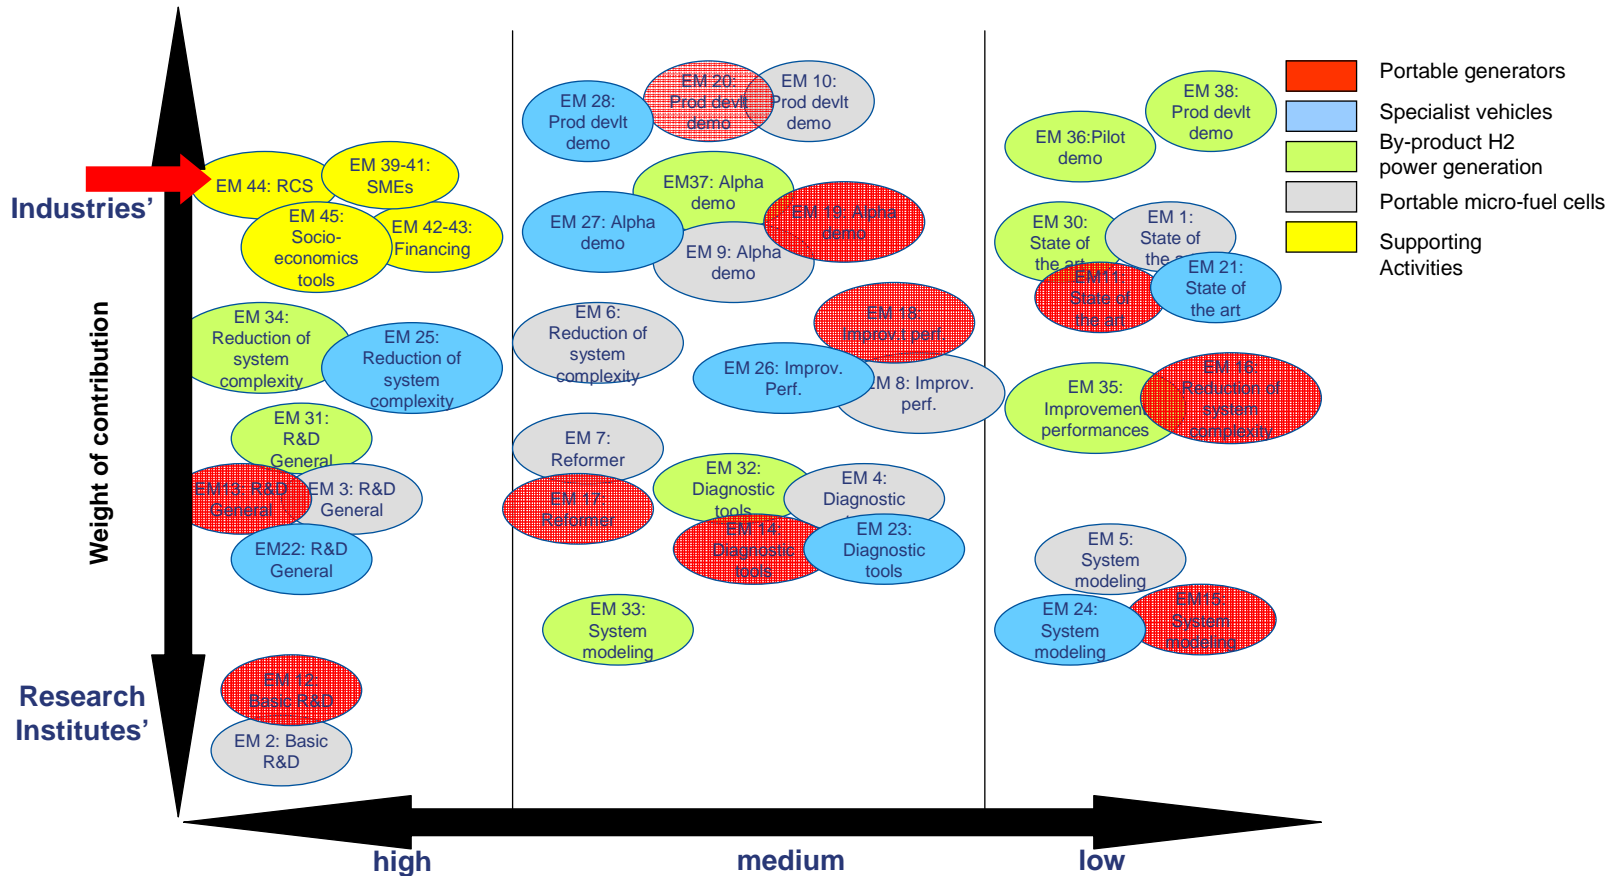 EM 28:
Prod devlt
demo
EM 20:
Prod devlt
demo
EM 10:
Prod devlt
demo
EM 36:Pilot
demo
EM 38:
Prod devlt
demo
Portable generators
Specialist vehicles
By-product H2
power generation
Portable micro-fuel cells
Supporting
Activities
Industries’
EM 44: RCS
EM 39-41:
SMEs
EM 45:
Socio-
economics
tools
EM 42-43:
Financing
EM37: Alpha
demo
EM 27: Alpha
demo
EM 19: Alpha
demo
EM 9: Alpha
demo
EM 30:
State of
the art
EM 1:
State of
the
EM11:
State of
the art
EM 21:
State of
the art
Weight of contribution
EM 34:
Reduction of
system
complexity
EM 25:
Reduction of
system
complexity
EM 6:
Reduction of
system
complexity
EM 18:
Improv't perf.
EM 26: Improv.
Perf.
EM 8: Improv.
perf.
EM 35:
Improvement
performances
EM 16:
Reduction of
system
complexity
EM 31:
R&D
General
EM13: R&D
General
EM 3: R&D
General
EM22: R&D
General
EM 7:
Reformer
EM 17:
Reformer
EM 32:
Diagnostic
tools
EM 4:
Diagnostic
EM 14:
Diagnostic
tools
EM 23:
Diagnostic
tools
EM 5:
System
modeling
EM 33:
System
modeling
EM 24:
System
modeling
EM15:
System
modeling
Research
Institutes’
EM 12:
Basic R&D
EM 2: Basic
R&D
high
medium
low